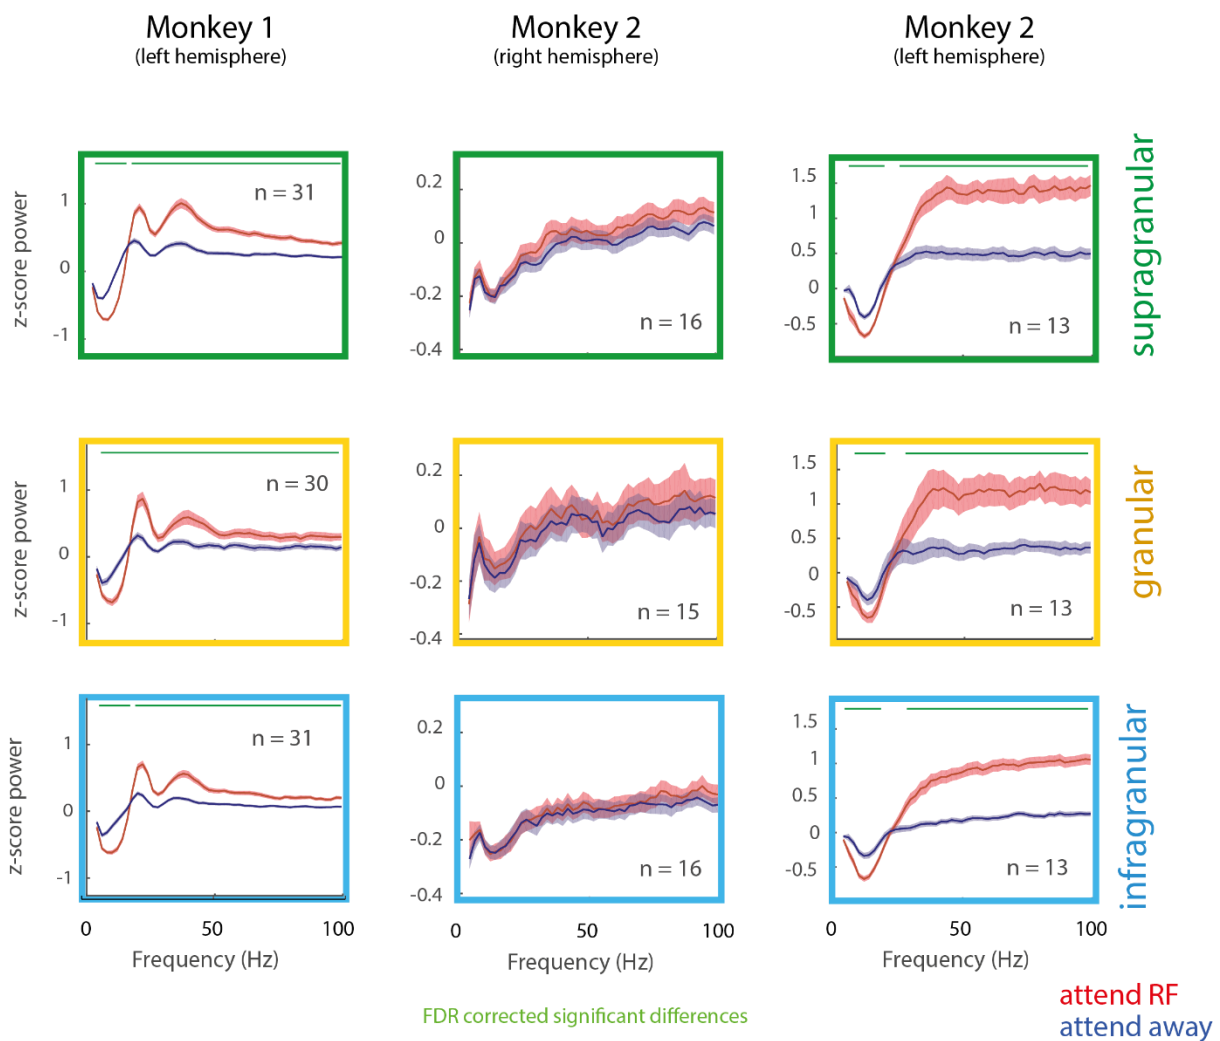 Monkey 1
(left hemisphere)
Monkey 2
(right hemisphere)
Monkey 2
(left hemisphere)
z-score power
1
0
-1
n = 31
0.2
0
-0.2
-0.4
n = 16
1.5
1
0.5
0
-0.5
n = 13
supragranular
z-score power
1
0
-1
n = 30
0.2
0
-0.2
-0.4
n = 15
1.5
1
0.5
0
-0.5
n = 13
granular
z-score power
1
0
-1
n = 31
0.2
0
-0.2
-0.4
n = 16
1.5
1
0.5
0
-0.5
n = 13
infragranular
0 50 100
Frequency (Hz)
0 50 100
Frequency (Hz)
0 50 100
Frequency (Hz)
FDR corrected significant differences
attend RF
attend away